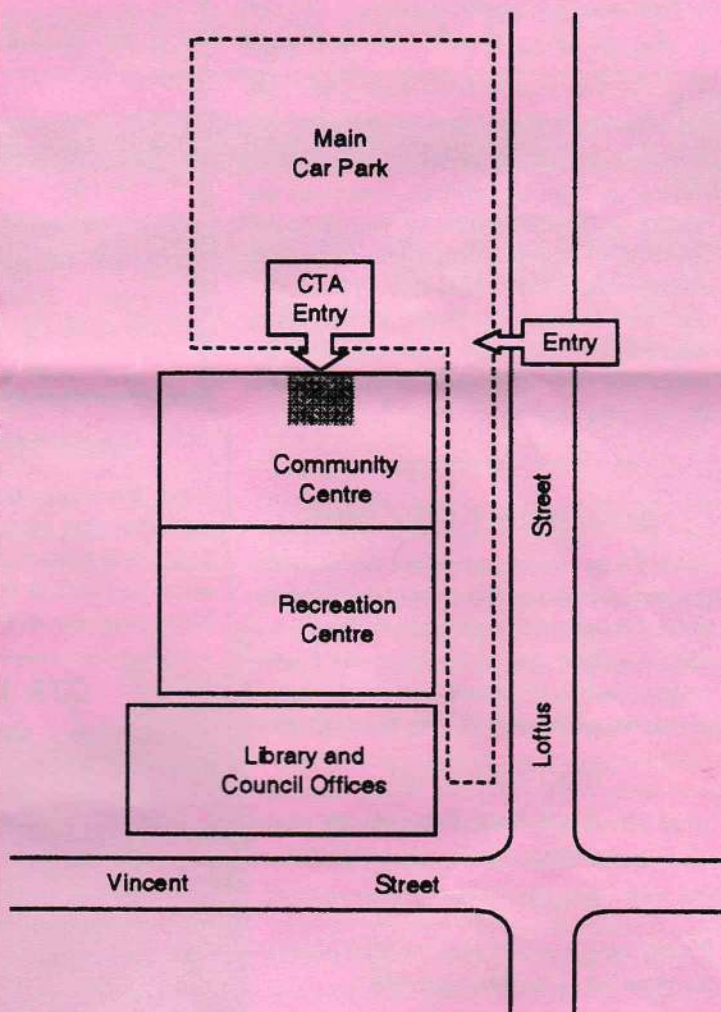 Main
Car Park
CTA
Entry
Entry
Community
Centre
Street
Recreation
Centre
Loftus
Library and
Council Offices
Vincent Street